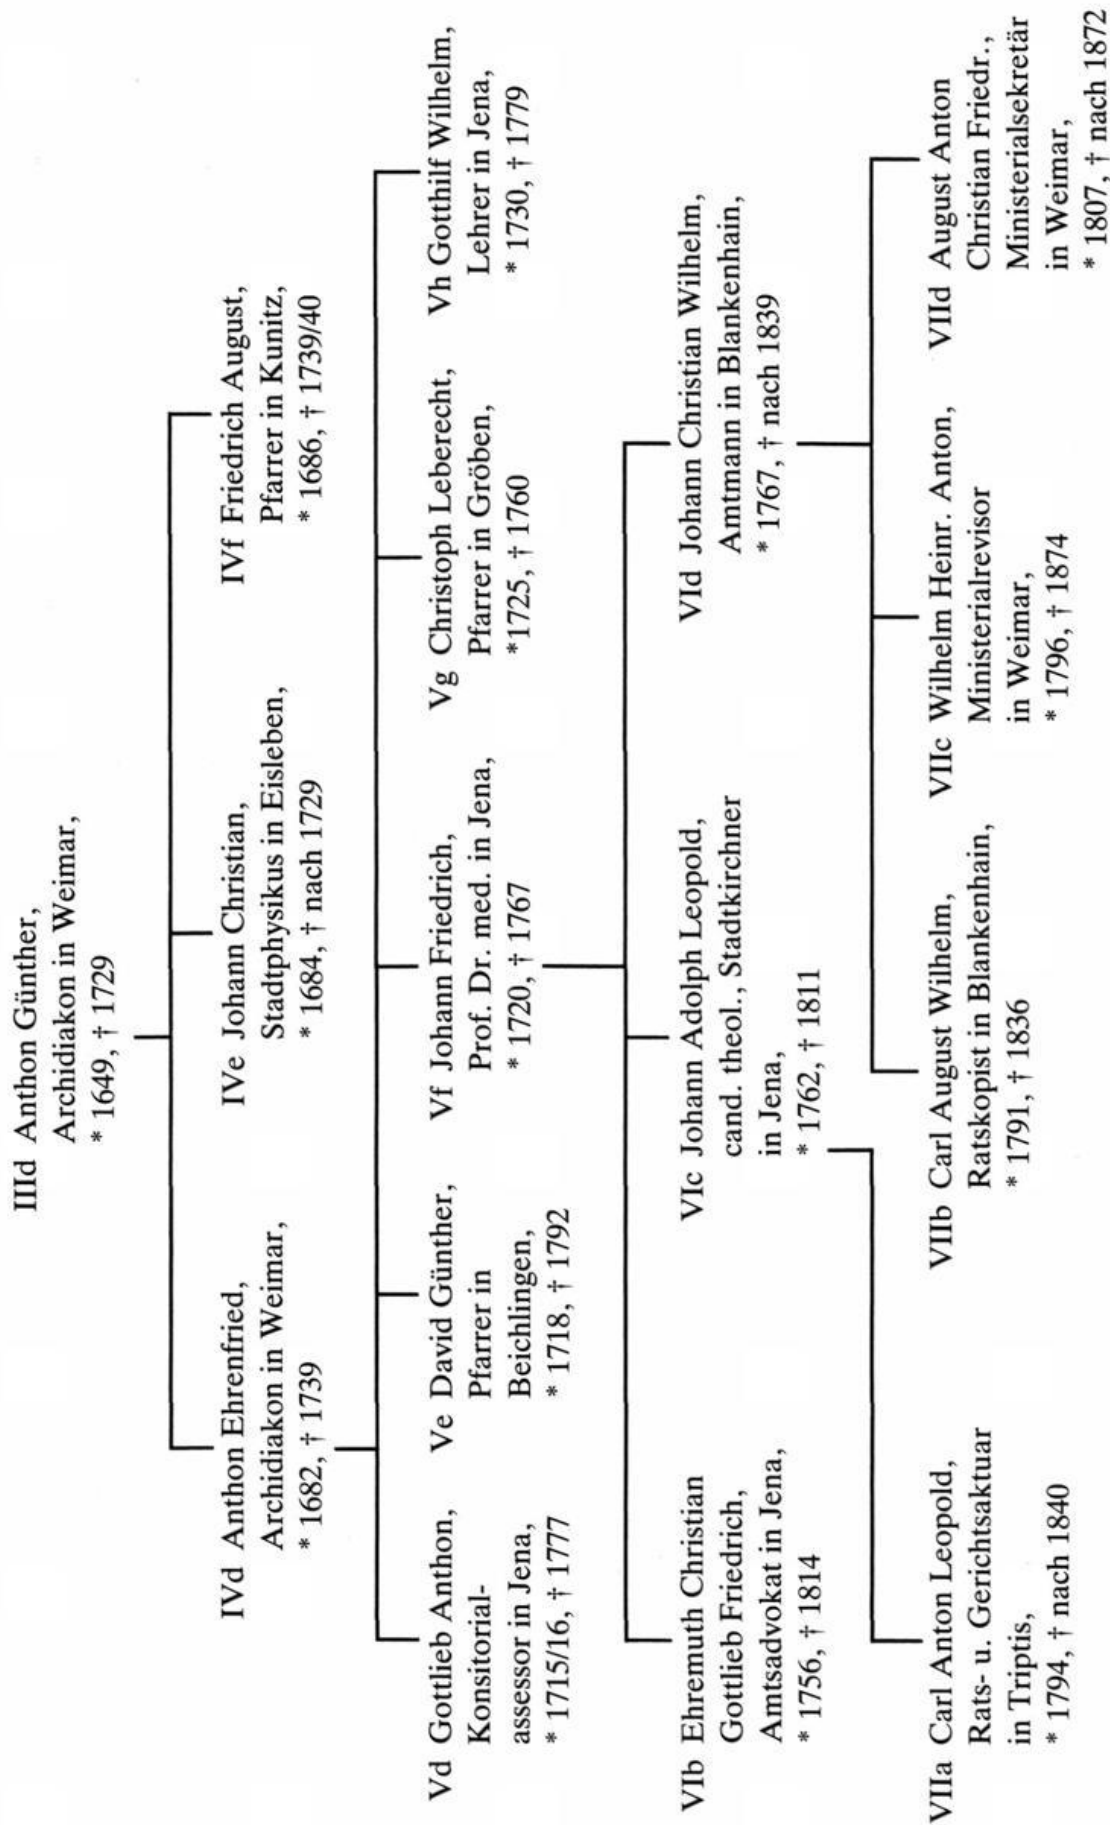 IIId Anthon Günther,
Archidiakon in Weimar,
* 1649, † 1729
IVd Anthon Ehrenfried,
Archidiakon in Weimar,
* 1682, † 1739
IVe Johann Christian,
Stadtphysikus in Eisleben,
* 1684, † nach 1729
IVf Friedrich August,
Pfarrer in Kunitz,
* 1686, † 1739/40
Vd Gottlieb Anthon,
Konsitorial-
assessor in Jena,
* 1715/16, † 1777
Ve David Günther,
Pfarrer in
Beichlingen,
* 1718, † 1792
Vf Johann Friedrich,
Prof. Dr. med. in Jena,
* 1720, † 1767
Vg Christoph Leberecht,
Pfarrer in Gröben,
*1725, † 1760
Vh Gotthilf Wilhelm,
Lehrer in Jena,
* 1730, † 1779
VIb Ehremuth Christian
Gottlieb Friedrich,
Amtsadvokat in Jena,
* 1756, † 1814
VIc Johann Adolph Leopold,
cand. theol., Stadtkirchner
in Jena,
* 1762, † 1811
VId Johann Christian Wilhelm,
Amtmann in Blankenhain,
* 1767, † nach 1839
VIIa Carl Anton Leopold,
Rats- u. Gerichtsaktuar
in Triptis,
* 1794, † nach 1840
VIIb Carl August Wilhelm,
Ratskopist in Blankenhain,
* 1791, † 1836
VIIc Wilhelm Heinr. Anton,
Ministerialrevisor
in Weimar,
* 1796, † 1874
VIId August Anton
Christian Friedr.,
Ministerialsekretär
in Weimar,
* 1807, † nach 1872